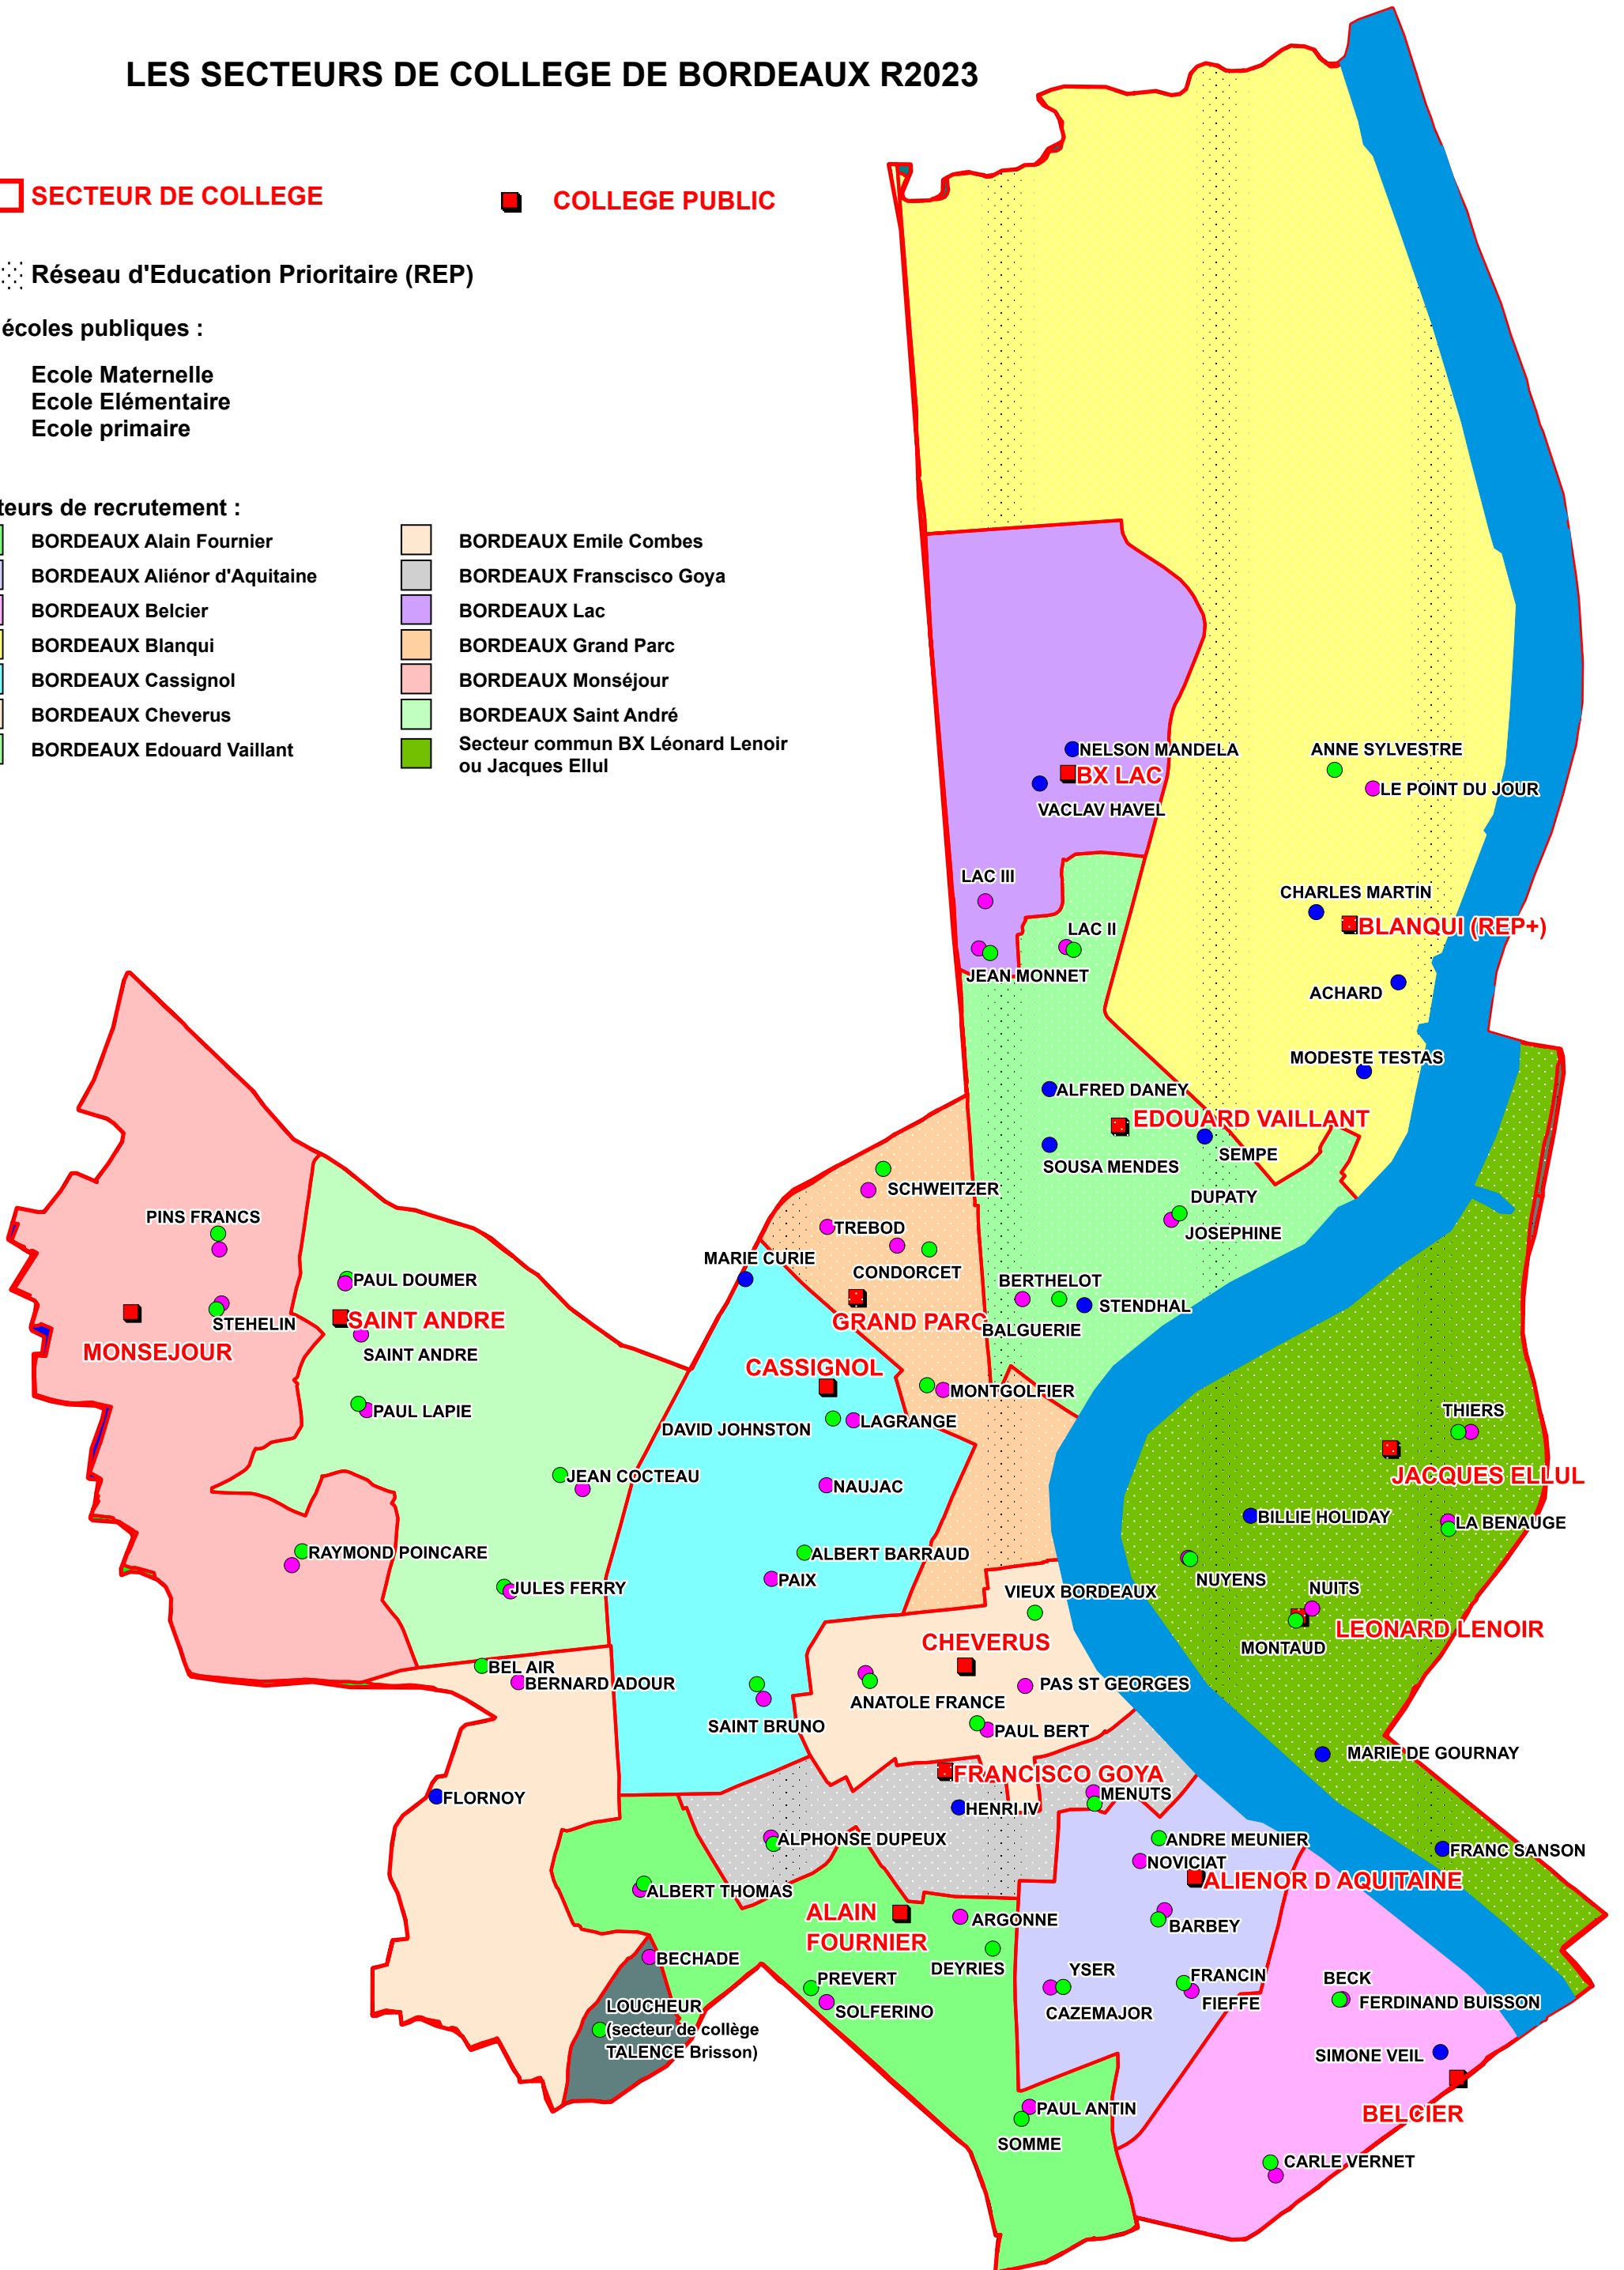 LES SECTEURS DE COLLEGE DE BORDEAUX R2023
SECTEUR DE COLLEGE
COLLEGE PUBLIC
Réseau d'Education Prioritaire (REP)
écoles publiques :
Ecole Maternelle
Ecole Elémentaire
Ecole primaire
teurs de recrutement :
BORDEAUX Alain Fournier
BORDEAUX Aliénor d'Aquitaine
BORDEAUX Belcier
BORDEAUX Blanqui
BORDEAUX Cassignol
BORDEAUX Cheverus
BORDEAUX Edouard Vaillant
BORDEAUX Emile Combes
BORDEAUX Franscisco Goya
BORDEAUX Lac
BORDEAUX Grand Parc
BORDEAUX Monséjour
BORDEAUX Saint André
Secteur commun BX Léonard Lenoir
ou Jacques Ellul
NELSON MANDELA
ANNE SYLVESTRE
BX LAC
LE POINT DU JOUR
VACLAV HAVEL
LAC III
CHARLES MARTIN
LAC II
BLANQUI (REP+)
JEAN MONNET
ACHARD
MODESTE TESTAS
ALFRED DANEY
EDOUARD VAILLANT
SEMPE
SOUSA MENDES
SCHWEITZER
DUPATY
PINS FRANCS
TREBOD
JOSEPHINE
MARIE CURIE
CONDORCET
PAUL DOUMER
BERTHELOT
STENDHAL
STEHELIN
SAINT ANDRE
GRAND PARC
BALGUERIE
MONSEJOUR
SAINT ANDRE
CASSIGNOL
MONTGOLFIER
PAUL LAPIE
THIERS
DAVID JOHNSTON
LAGRANGE
JEAN COCTEAU
JACQUES ELLUL
NAUJAC
BILLIE HOLIDAY
LA BENAUGE
RAYMOND POINCARE
ALBERT BARRAUD
PAIX
NUYENS
JULES FERRY
VIEUX BORDEAUX
NUITS
LEONARD LENOIR
CHEVERUS
MONTAUD
BEL AIR
BERNARD ADOUR
PAS ST GEORGES
ANATOLE FRANCE
SAINT BRUNO
PAUL BERT
MARIE DE GOURNAY
FRANCISCO GOYA
MENUTS
FLORNOY
HENRI IV
ALPHONSE DUPEUX
ANDRE MEUNIER
FRANC SANSON
NOVICIAT
ALIENOR D AQUITAINE
ALBERT THOMAS
ALAIN
FOURNIER
ARGONNE
BARBEY
BECHADE
DEYRIES
YSER
FRANCIN
BECK
PREVERT
FIEFFE
FERDINAND BUISSON
LOUCHEUR
(secteur de collège
TALENCE Brisson)
SOLFERINO
CAZEMAJOR
SIMONE VEIL
PAUL ANTIN
BELCIER
SOMME
CARLE VERNET